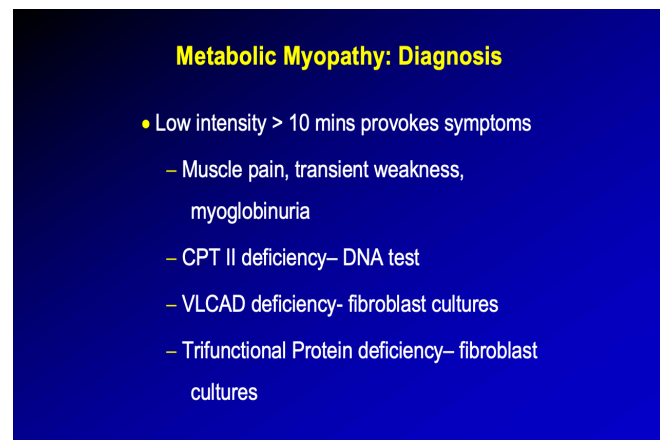 Metabolic Myopathy: Diagnosis
• Low intensity > 10 mins provokes symptoms
– Muscle pain, transient weakness,
myoglobinuria
– CPT II deficiency– DNA test
– VLCAD deficiency- fibroblast cultures
– Trifunctional Protein deficiency– fibroblast
cultures